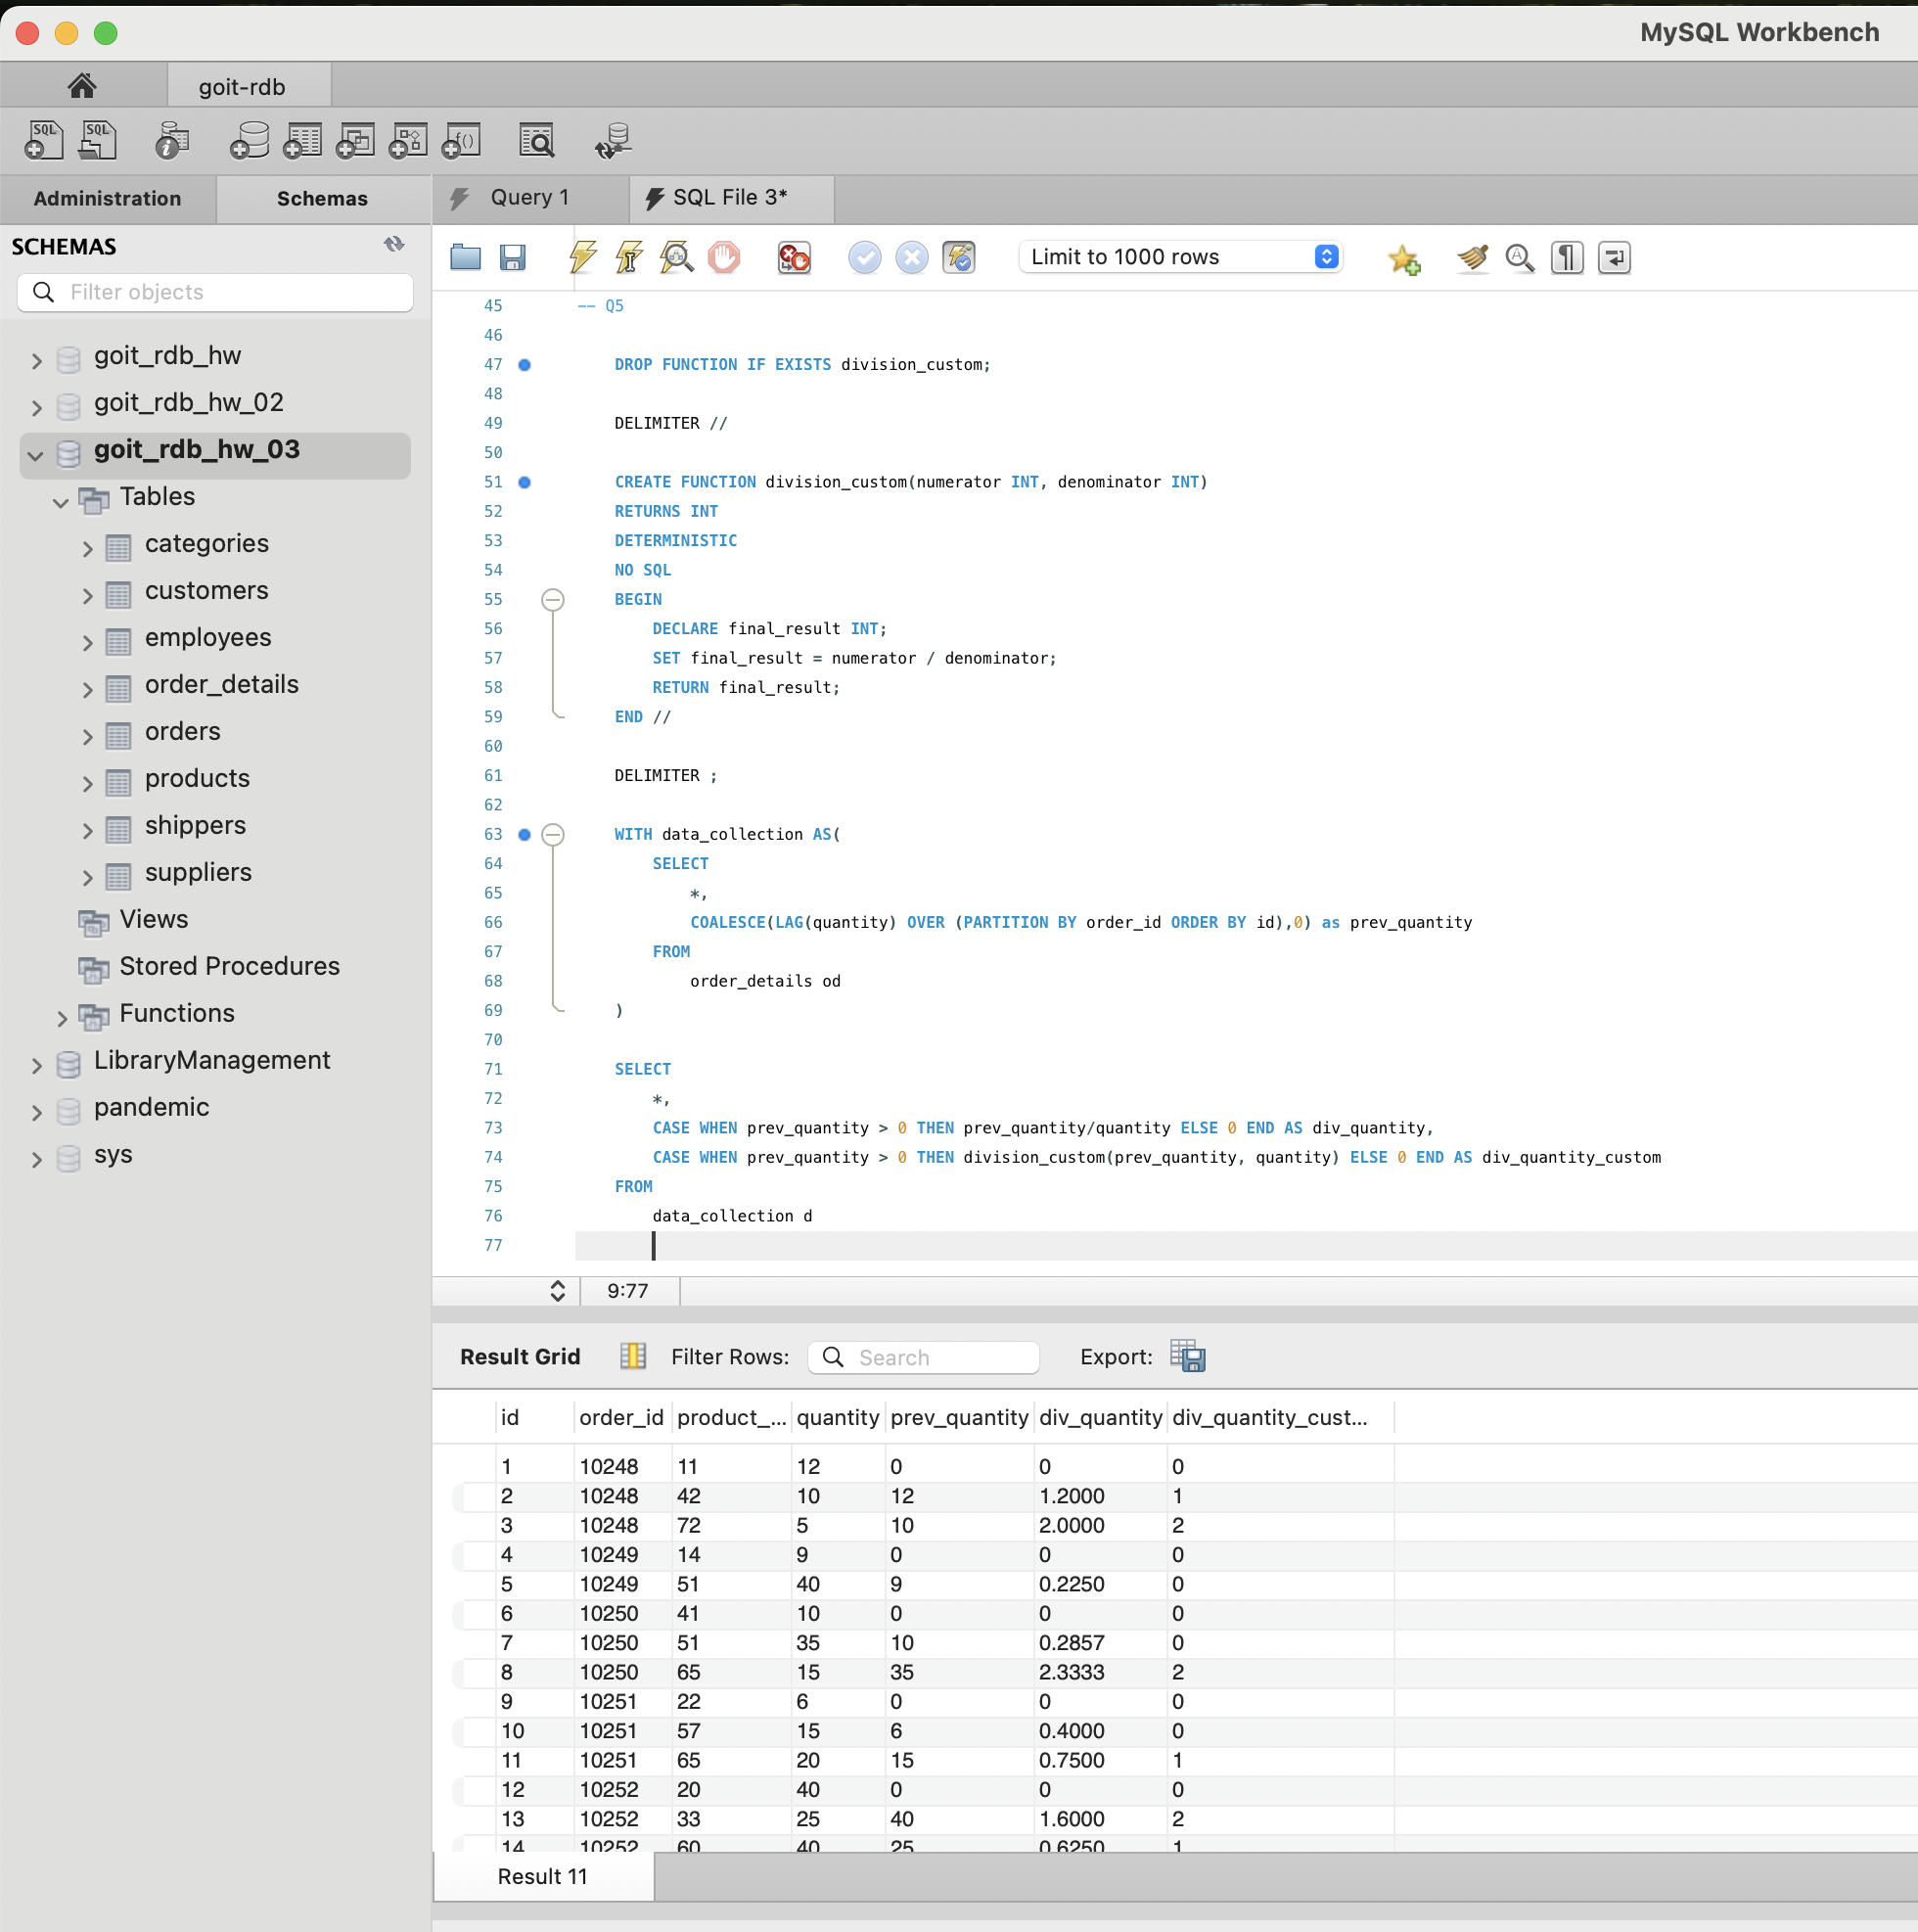 MySQL Workbench
goit-rdb
SQL SQL
Administration Schemas
SCHEMAS
Filter objects
goit_rdb_hw
goit_rdb_hw_02
goit_rdb_hw_03
Tables
categories
customers
employees
order_details
orders
products
shippers
suppliers
Views
Stored Procedures
Functions
LibraryManagement
pandemic
sys
Query 1 SQL File 3*
Limit to 1000 rows
45 -- Q5
46
47 DROP FUNCTION IF EXISTS division_custom;
48
49 DELIMITER //
50
51 CREATE FUNCTION division_custom(numerator INT, denominator INT)
52 RETURNS INT
53 DETERMINISTIC
54 NO SQL
55 BEGIN
56 DECLARE final_result INT;
57 SET final_result = numerator / denominator;
58 RETURN final_result;
59 END //
60
61 DELIMITER ;
62
63 WITH data_collection AS(
64 SELECT
65 *,
66 COALESCE(LAG(quantity) OVER (PARTITION BY order_id ORDER BY id),0) as prev_quantity
67 FROM
68 order_details od
69 )
70
71 SELECT
72 *,
73 CASE WHEN prev_quantity > 0 THEN prev_quantity/quantity ELSE 0 END AS div_quantity,
74 CASE WHEN prev_quantity > 0 THEN division_custom(prev_quantity, quantity) ELSE 0 END AS div_quantity_custom
75 FROM
76 data_collection d
77
9:77
Result Grid Filter Rows: Search Export:
id order_id product_... quantity prev_quantity div_quantity div_quantity_cust...
1 10248 11 12 0 0 0
2 10248 42 10 12 1.2000 1
3 10248 72 5 10 2.0000 2
4 10249 14 9 0 0 0
5 10249 51 40 9 0.2250 0
6 10250 41 10 0 0 0
7 10250 51 35 10 0.2857 0
8 10250 65 15 35 2.3333 2
9 10251 22 6 0 0 0
10 10251 57 15 6 0.4000 0
11 10251 65 20 15 0.7500 1
12 10252 20 40 0 0 0
13 10252 33 25 40 1.6000 2
14 10252 60 40 25 0.6250 1
Result 11